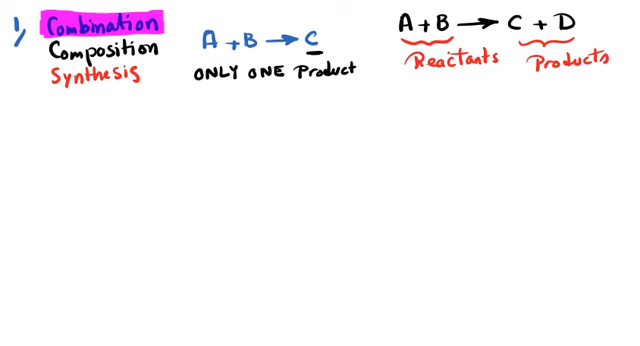 1, Combination
Composition
Synthesis
A + B → C
ONLY ONE Product
A + B → C + D
Reactants Products